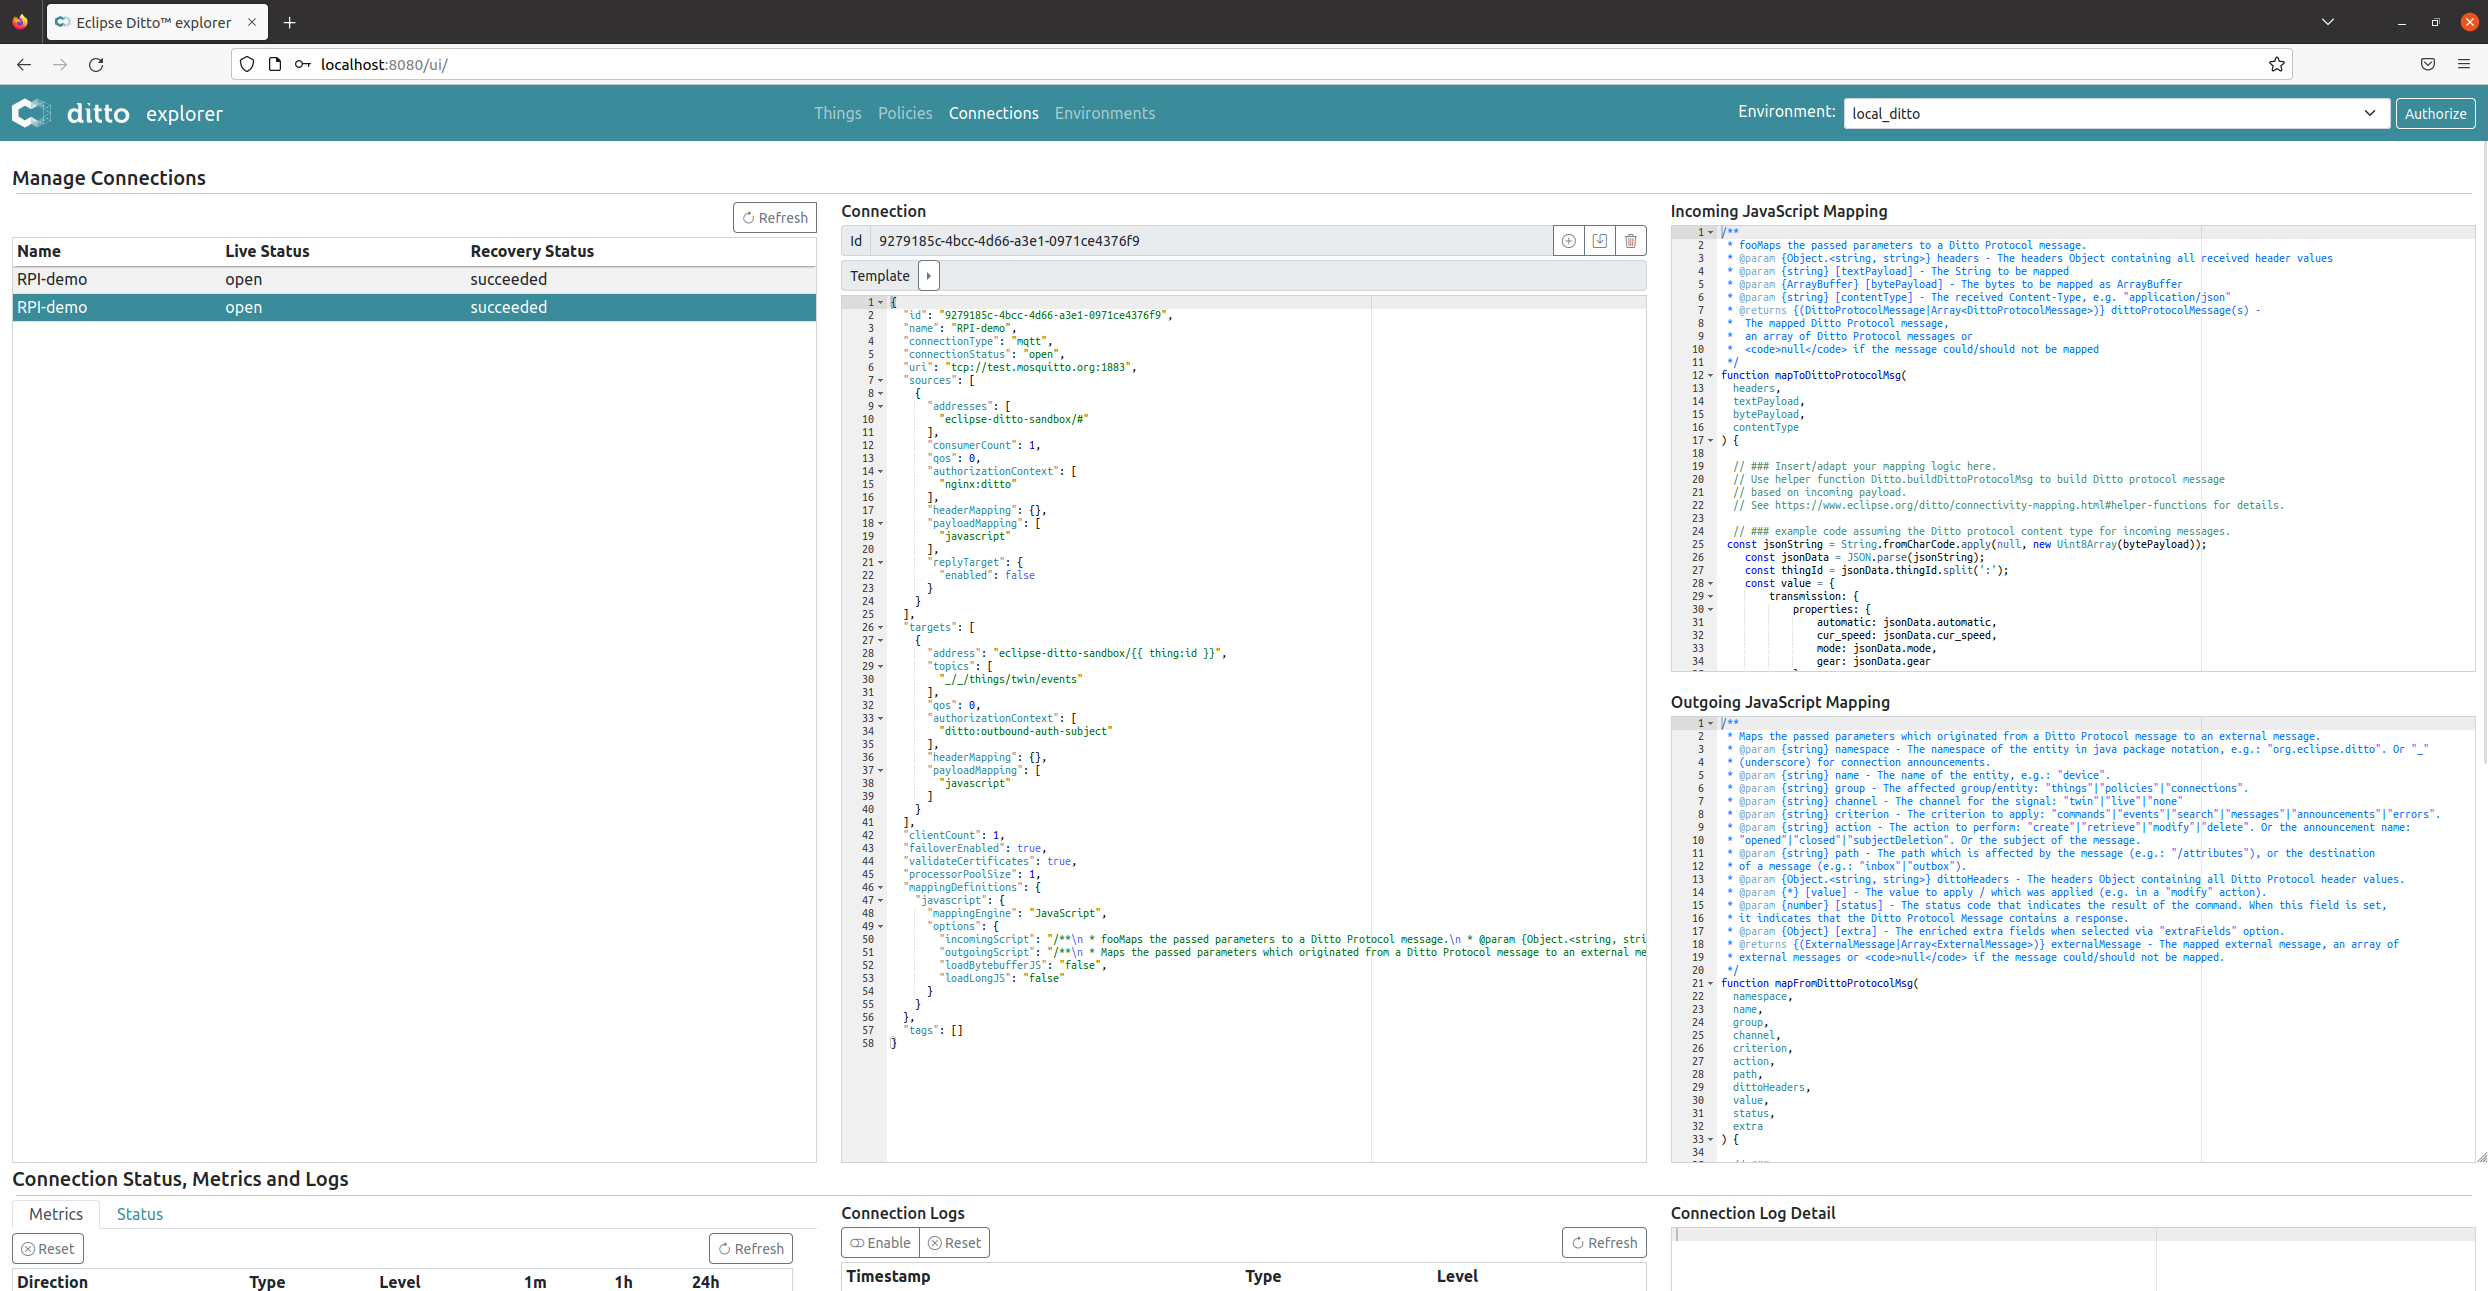 Eclipse Ditto™ explorer
localhost:8080/ui/
ditto explorer
Things Policies Connections Environments
Environment: local_ditto Authorize
Manage Connections
Refresh
Name Live Status Recovery Status
RPI-demo open succeeded
RPI-demo open succeeded
Connection
Id 9279185c-4bcc-4d66-a3e1-0971ce4376f9
Template
1 {
2 "id": "9279185c-4bcc-4d66-a3e1-0971ce4376f9",
3 "name": "RPI-demo",
4 "connectionType": "mqtt",
5 "connectionStatus": "open",
6 "uri": "tcp://test.mosquitto.org:1883",
7 "sources": [
8 {
9 "addresses": [
10 "eclipse-ditto-sandbox/#"
11 ],
12 "consumerCount": 1,
13 "qos": 0,
14 "authorizationContext": [
15 "nginx:ditto"
16 ],
17 "headerMapping": {},
18 "payloadMapping": [
19 "javascript"
20 ],
21 "replyTarget": {
22 "enabled": false
23 }
24 }
25 ],
26 "targets": [
27 {
28 "address": "eclipse-ditto-sandbox/{{ thing:id }}",
29 "topics": [
30 "_/_/things/twin/events"
31 ],
32 "qos": 0,
33 "authorizationContext": [
34 "ditto:outbound-auth-subject"
35 ],
36 "headerMapping": {},
37 "payloadMapping": [
38 "javascript"
39 ]
40 }
41 ],
42 "clientCount": 1,
43 "failoverEnabled": true,
44 "validateCertificates": true,
45 "processorPoolSize": 1,
46 "mappingDefinitions": {
47 "javascript": {
48 "mappingEngine": "JavaScript",
49 "options": {
50 "incomingScript": "/**\n * fooMaps the passed parameters to a Ditto Protocol message.\n * @param {Object.<string, stri
51 "outgoingScript": "/**\n * Maps the passed parameters which originated from a Ditto Protocol message to an external me
52 "loadBytebufferJS": "false",
53 "loadLongJS": "false"
54 }
55 }
56 },
57 "tags": []
58 }
Incoming JavaScript Mapping
1 /**
2 * fooMaps the passed parameters to a Ditto Protocol message.
3 * @param {Object.<string, string>} headers - The headers Object containing all received header values
4 * @param {string} [textPayload] - The String to be mapped
5 * @param {ArrayBuffer} [bytePayload] - The bytes to be mapped as ArrayBuffer
6 * @param {string} [contentType] - The received Content-Type, e.g. "application/json"
7 * @returns {(DittoProtocolMessage|Array<DittoProtocolMessage>)} dittoProtocolMessage(s) -
8 * The mapped Ditto Protocol message,
9 * an array of Ditto Protocol messages or
10 * <code>null</code> if the message could/should not be mapped
11 */
12 function mapToDittoProtocolMsg(
13 headers,
14 textPayload,
15 bytePayload,
16 contentType
17 ) {
18
19 // ### Insert/adapt your mapping logic here.
20 // Use helper function Ditto.buildDittoProtocolMsg to build Ditto protocol message
21 // based on incoming payload.
22 // See https://www.eclipse.org/ditto/connectivity-mapping.html#helper-functions for details.
23
24 // ### example code assuming the Ditto protocol content type for incoming messages.
25 const jsonString = String.fromCharCode.apply(null, new Uint8Array(bytePayload));
26 const jsonData = JSON.parse(jsonString);
27 const thingId = jsonData.thingId.split(':');
28 const value = {
29 transmission: {
30 properties: {
31 automatic: jsonData.automatic,
32 cur_speed: jsonData.cur_speed,
33 mode: jsonData.mode,
34 gear: jsonData.gear
Outgoing JavaScript Mapping
1 /**
2 * Maps the passed parameters which originated from a Ditto Protocol message to an external message.
3 * @param {string} namespace - The namespace of the entity in java package notation, e.g.: "org.eclipse.ditto". Or "_"
4 * (underscore) for connection announcements.
5 * @param {string} name - The name of the entity, e.g.: "device".
6 * @param {string} group - The affected group/entity: "things"|"policies"|"connections".
7 * @param {string} channel - The channel for the signal: "twin"|"live"|"none"
8 * @param {string} criterion - The criterion to apply: "commands"|"events"|"search"|"messages"|"announcements"|"errors".
9 * @param {string} action - The action to perform: "create"|"retrieve"|"modify"|"delete". Or the announcement name:
10 * "opened"|"closed"|"subjectDeletion". Or the subject of the message.
11 * @param {string} path - The path which is affected by the message (e.g.: "/attributes"), or the destination
12 * of a message (e.g.: "inbox"|"outbox").
13 * @param {Object.<string, string>} dittoHeaders - The headers Object containing all Ditto Protocol header values.
14 * @param {*} [value] - The value to apply / which was applied (e.g. in a "modify" action).
15 * @param {number} [status] - The status code that indicates the result of the command. When this field is set,
16 * it indicates that the Ditto Protocol Message contains a response.
17 * @param {Object} [extra] - The enriched extra fields when selected via "extraFields" option.
18 * @returns {(ExternalMessage|Array<ExternalMessage>)} externalMessage - The mapped external message, an array of
19 * external messages or <code>null</code> if the message could/should not be mapped.
20 */
21 function mapFromDittoProtocolMsg(
22 namespace,
23 name,
24 group,
25 channel,
26 criterion,
27 action,
28 path,
29 dittoHeaders,
30 value,
31 status,
32 extra
33 ) {
34
Connection Status, Metrics and Logs
Metrics Status
Reset Refresh
Direction Type Level 1m 1h 24h
Connection Logs
Enable Reset Refresh
Timestamp Type Level
Connection Log Detail